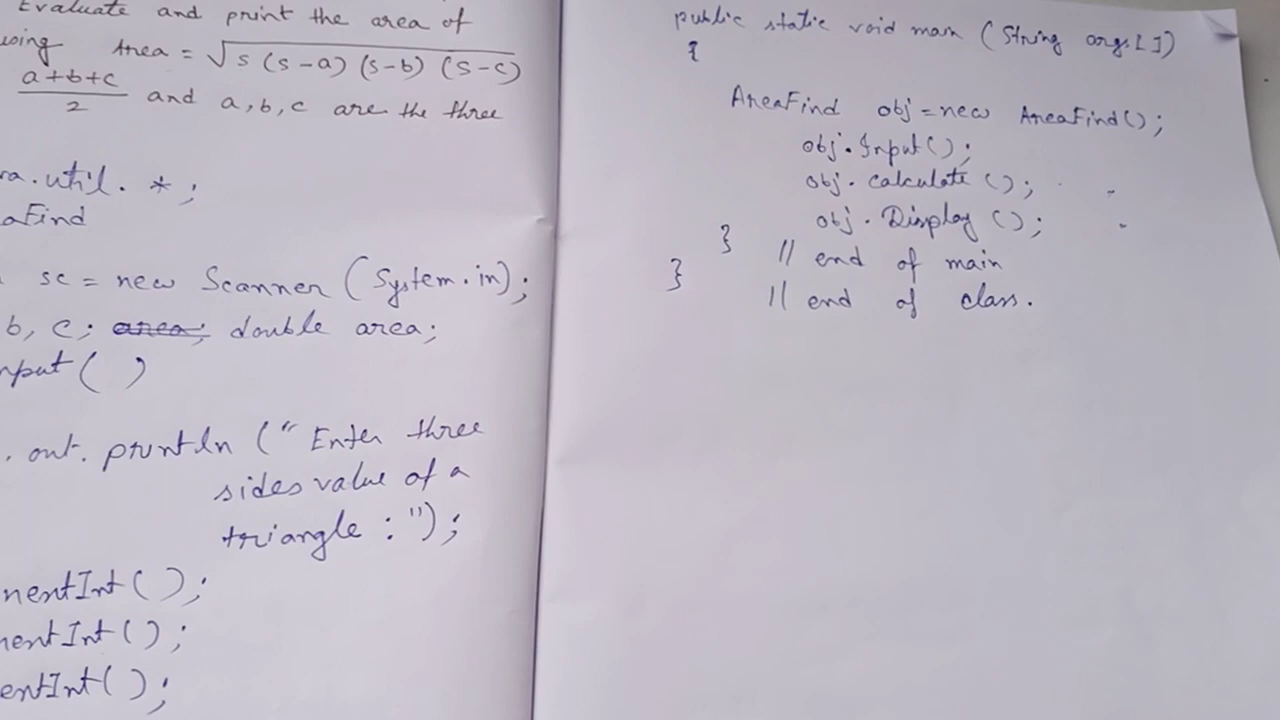 Evaluate and print the area of
using Area = √s (s-a) (s-b) (s-c)
a+b+c
2
and a, b, c are the three
va.util. * ;
aFind
sc = new Scanner (System.in);
b, c; area; double area;
nput ( )
. out. println (" Enter three
sides value of a
triangle : ");
nextInt ( );
nextInt ( );
extInt ( );
public static void main (String args[])
{
AreaFind obj = new AreaFind();
obj. Input ( );
obj. Calculate ( );
obj. Display ( );
} // end of main
} // end of class.